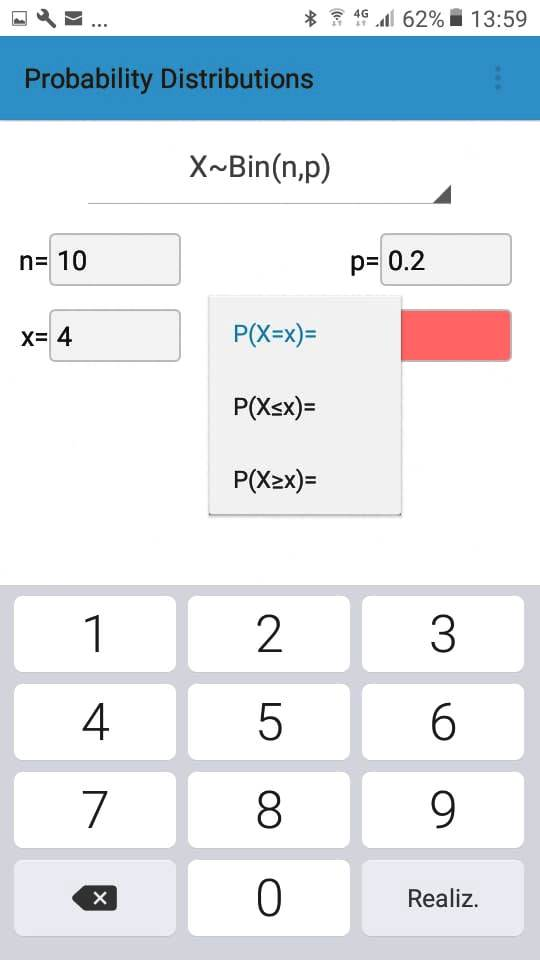 ... 4G 62% 13:59
Probability Distributions
X~Bin(n,p)
n= 10 p= 0.2
x= 4 P(X=x)=
P(X≤x)=
P(X≥x)=
1 2 3
4 5 6
7 8 9
0 Realiz.